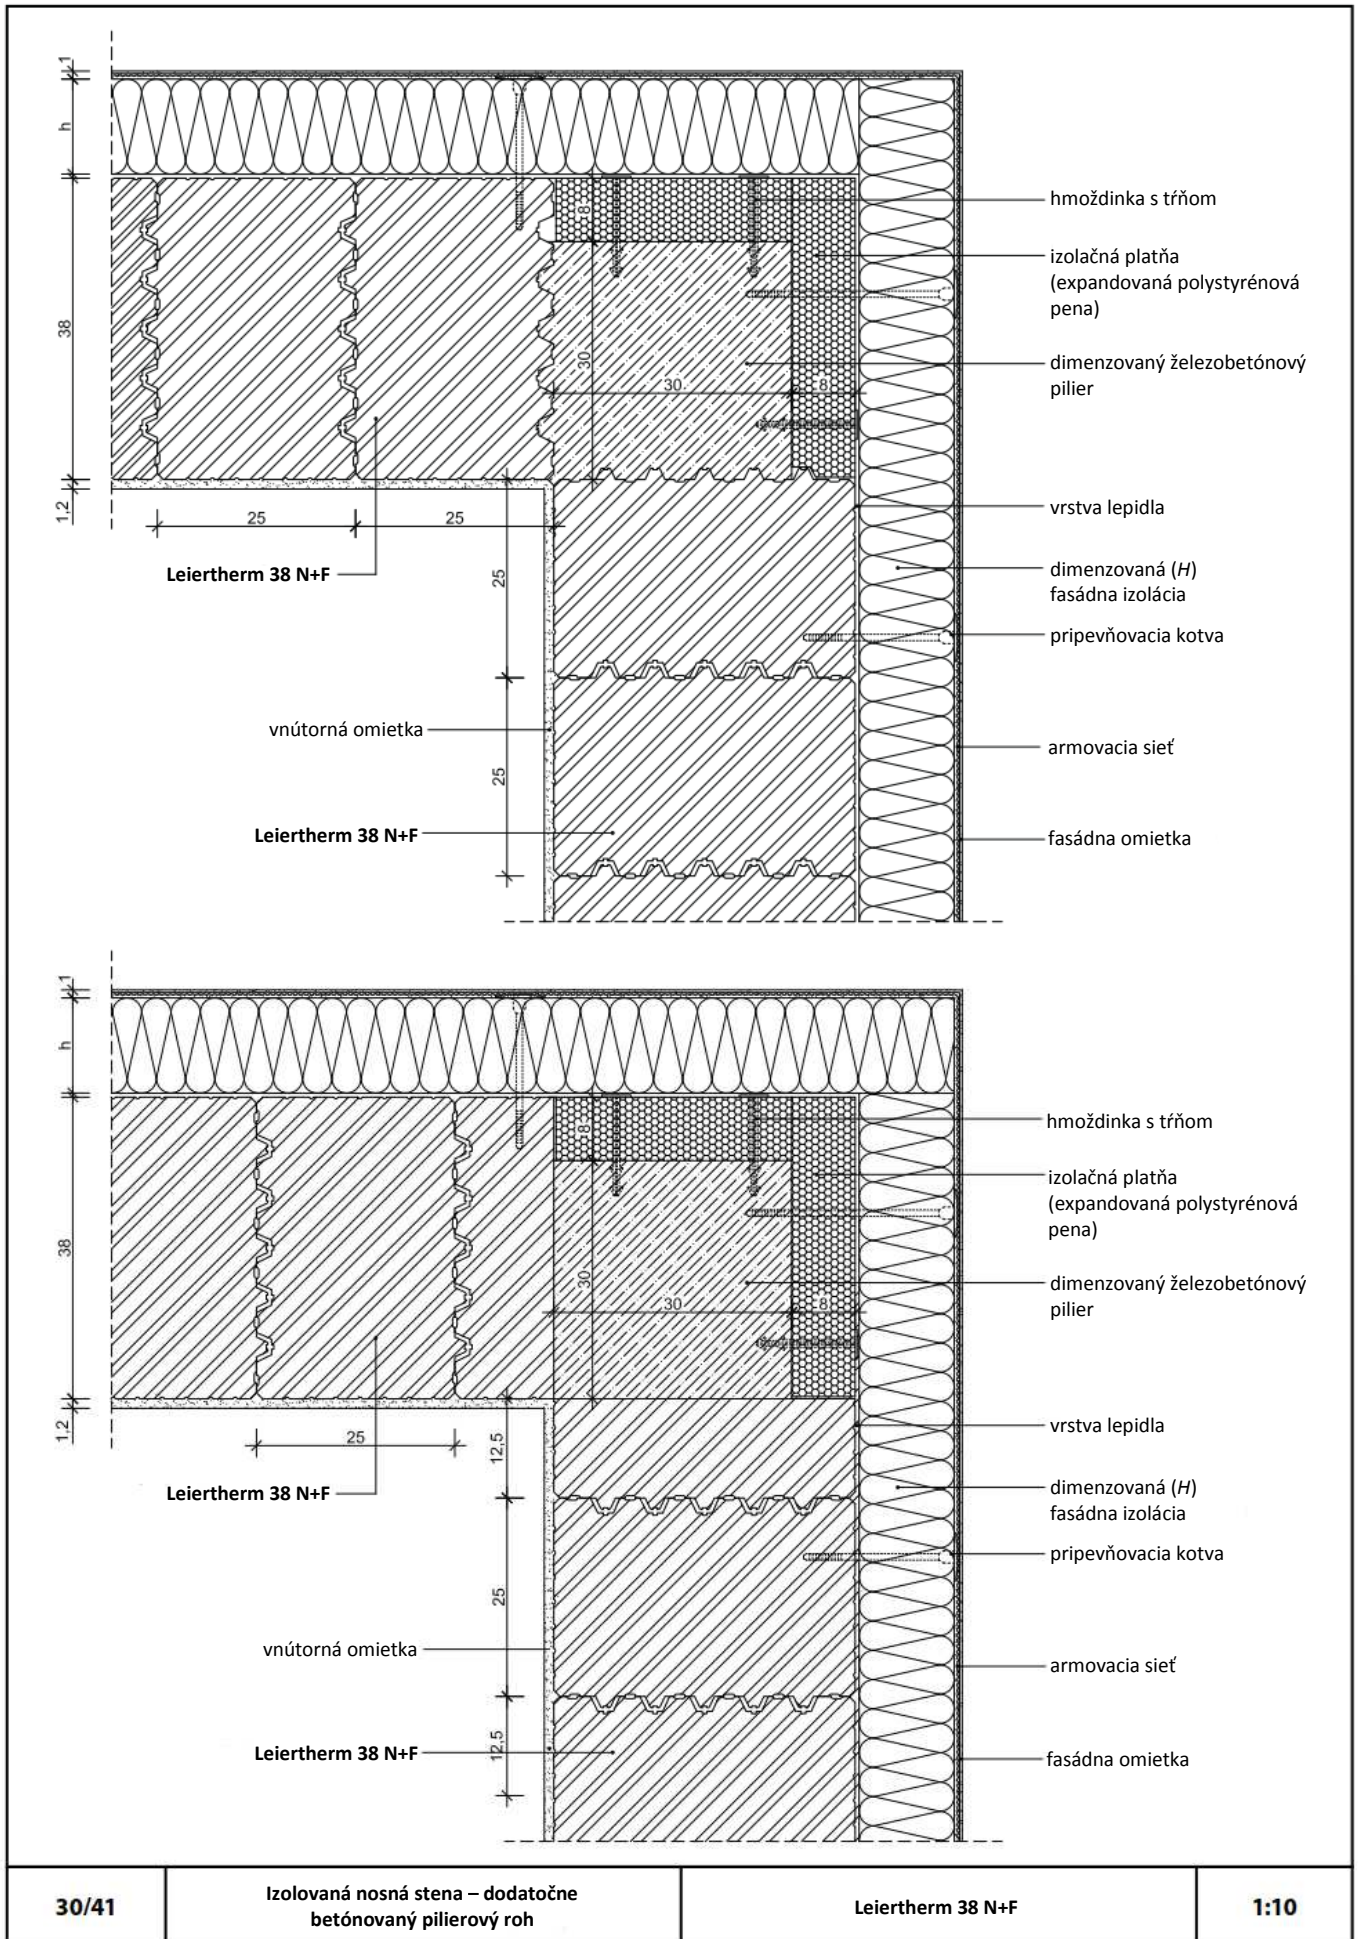 1
h
38
1,2
8
30
30
8
25
25
25
25
hmoždinka s tŕňom
izolačná platňa
(expandovaná polystyrénová
pena)
dimenzovaný železobetónový
pilier
vrstva lepidla
Leiertherm 38 N+F
dimenzovaná (H)
fasádna izolácia
pripevňovacia kotva
vnútorná omietka
armovacia sieť
Leiertherm 38 N+F
fasádna omietka
1
h
38
1,2
8
30
30
8
25
12,5
25
12,5
hmoždinka s tŕňom
izolačná platňa
(expandovaná polystyrénová
pena)
dimenzovaný železobetónový
pilier
vrstva lepidla
Leiertherm 38 N+F
dimenzovaná (H)
fasádna izolácia
pripevňovacia kotva
vnútorná omietka
armovacia sieť
Leiertherm 38 N+F
fasádna omietka
30/41
Izolovaná nosná stena – dodatočne
betónovaný pilierový roh
Leiertherm 38 N+F
1:10